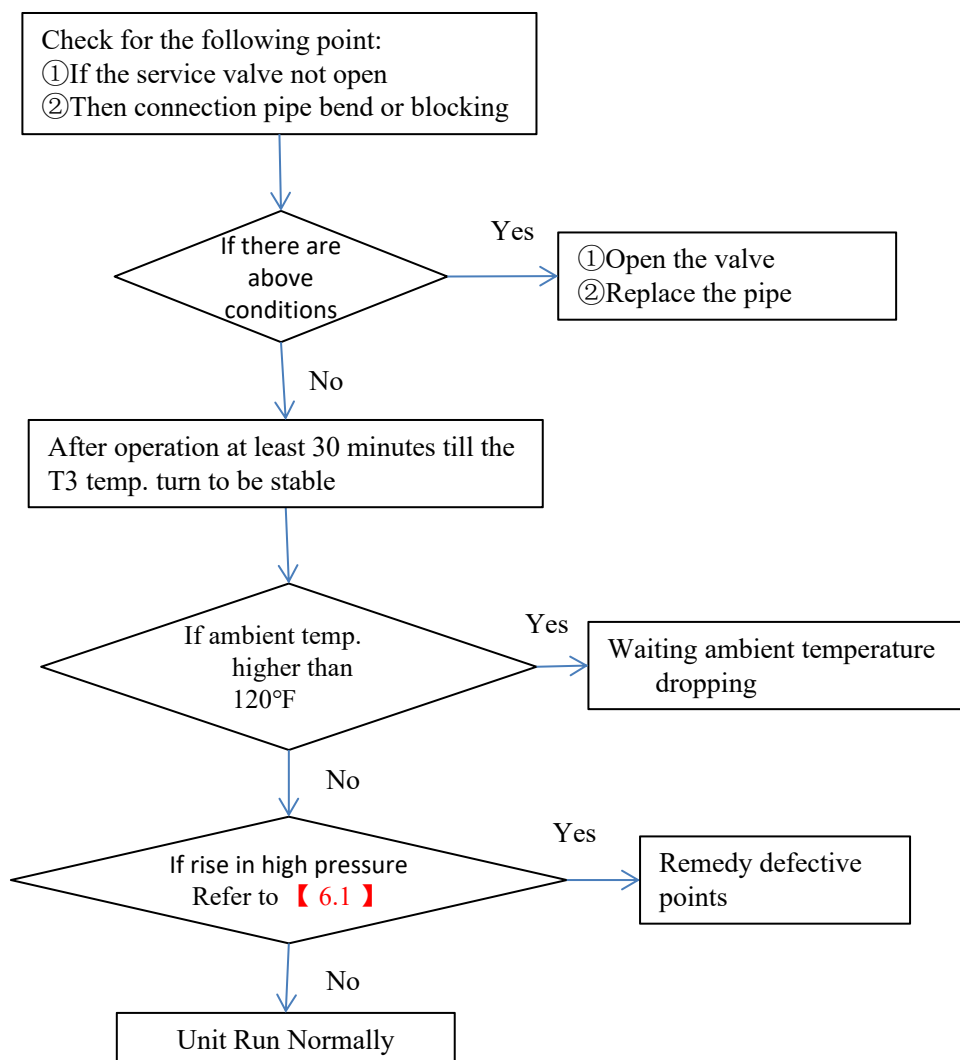 Check for the following point:
①If the service valve not open
②Then connection pipe bend or blocking
If there are
above
conditions
Yes
①Open the valve
②Replace the pipe
No
After operation at least 30 minutes till the
T3 temp. turn to be stable
If ambient temp.
higher than
120°F
Yes
Waiting ambient temperature
dropping
No
If rise in high pressure
Refer to 【 6.1 】
Yes
Remedy defective
points
No
Unit Run Normally